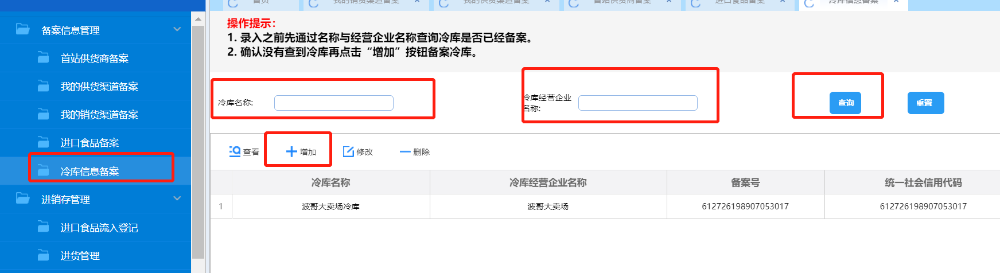 首页
我的销货渠道备案
我的供货渠道备案
首站供货商备案
进口食品备案
冷库信息备案
备案信息管理
首站供货商备案
我的供货渠道备案
我的销货渠道备案
进口食品备案
冷库信息备案
进销存管理
进口食品流入登记
进货管理
操作提示：
1. 录入之前先通过名称与经营企业名称查询冷库是否已经备案。
2. 确认没有查到冷库再点击“增加”按钮备案冷库。
冷库名称:
冷库经营企业
名称:
查询
重置
查看 增加 修改 删除
冷库名称 冷库经营企业名称 备案号 统一社会信用代码
1 波哥大卖场冷库 波哥大卖场 612726198907053017 612726198907053017